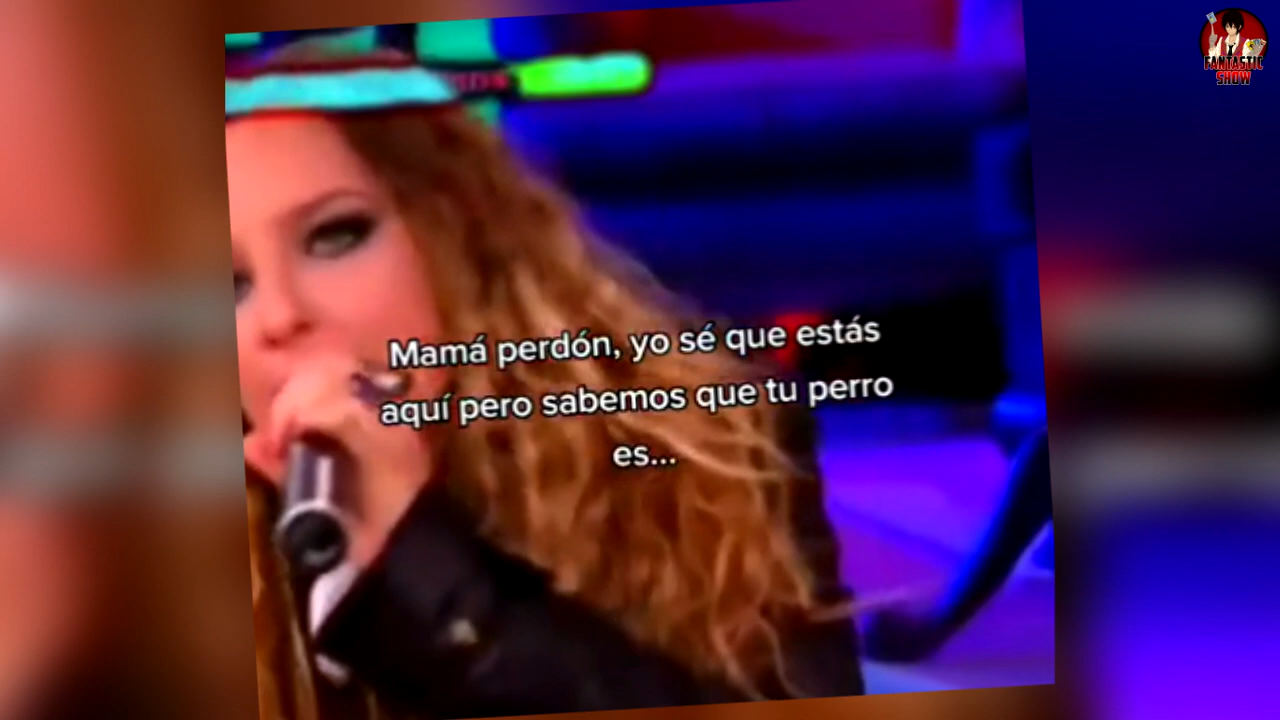 Mamá perdón, yo sé que estás
aquí pero sabemos que tu perro
es...
FANTASTIC
SHOW